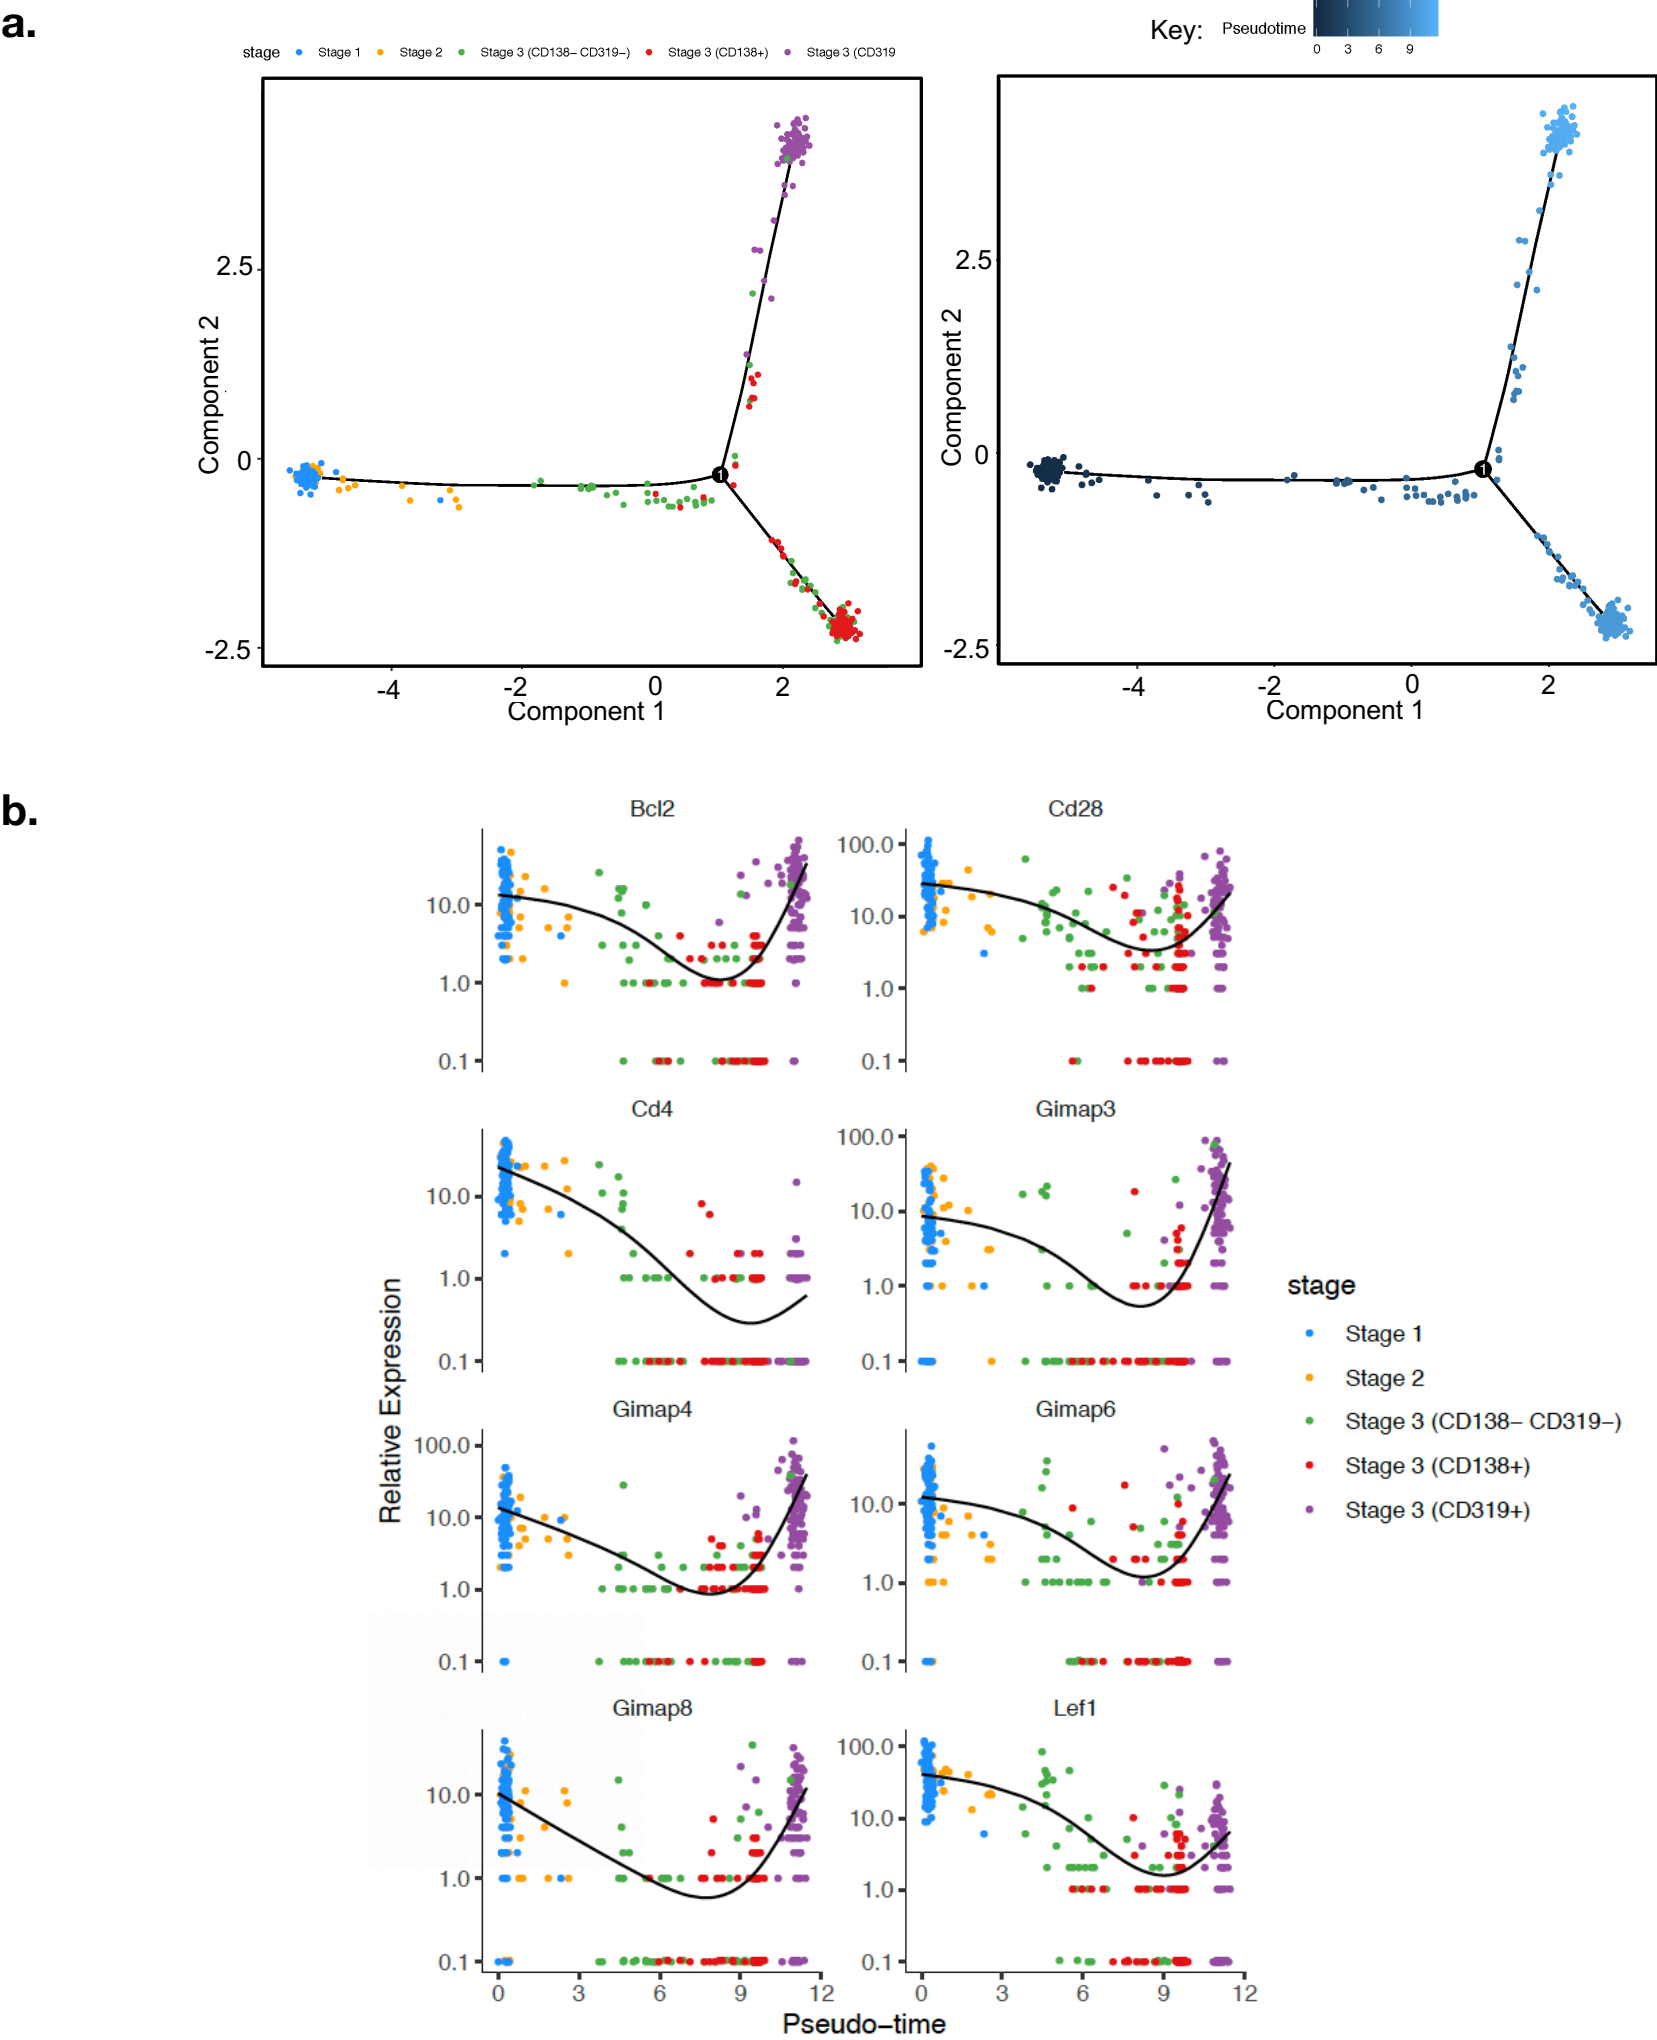 a.
Key: Pseudotime
0 3 6 9
stage Stage 1 Stage 2 Stage 3 (CD138– CD319–) Stage 3 (CD138+) Stage 3 (CD319
Component 2
2.5
0
-2.5
1
-4 -2 0 2
Component 1
Component 2
2.5
0
-2.5
1
-4 -2 0 2
Component 1
b.
Relative Expression
Bcl2
10.0
1.0
0.1
Cd28
100.0
10.0
1.0
0.1
Cd4
10.0
1.0
0.1
Gimap3
100.0
10.0
1.0
0.1
Gimap4
100.0
10.0
1.0
0.1
Gimap6
10.0
1.0
0.1
Gimap8
10.0
1.0
0.1
0 3 6 9 12
Lef1
100.0
10.0
1.0
0.1
0 3 6 9 12
Pseudo–time
stage
Stage 1
Stage 2
Stage 3 (CD138– CD319–)
Stage 3 (CD138+)
Stage 3 (CD319+)